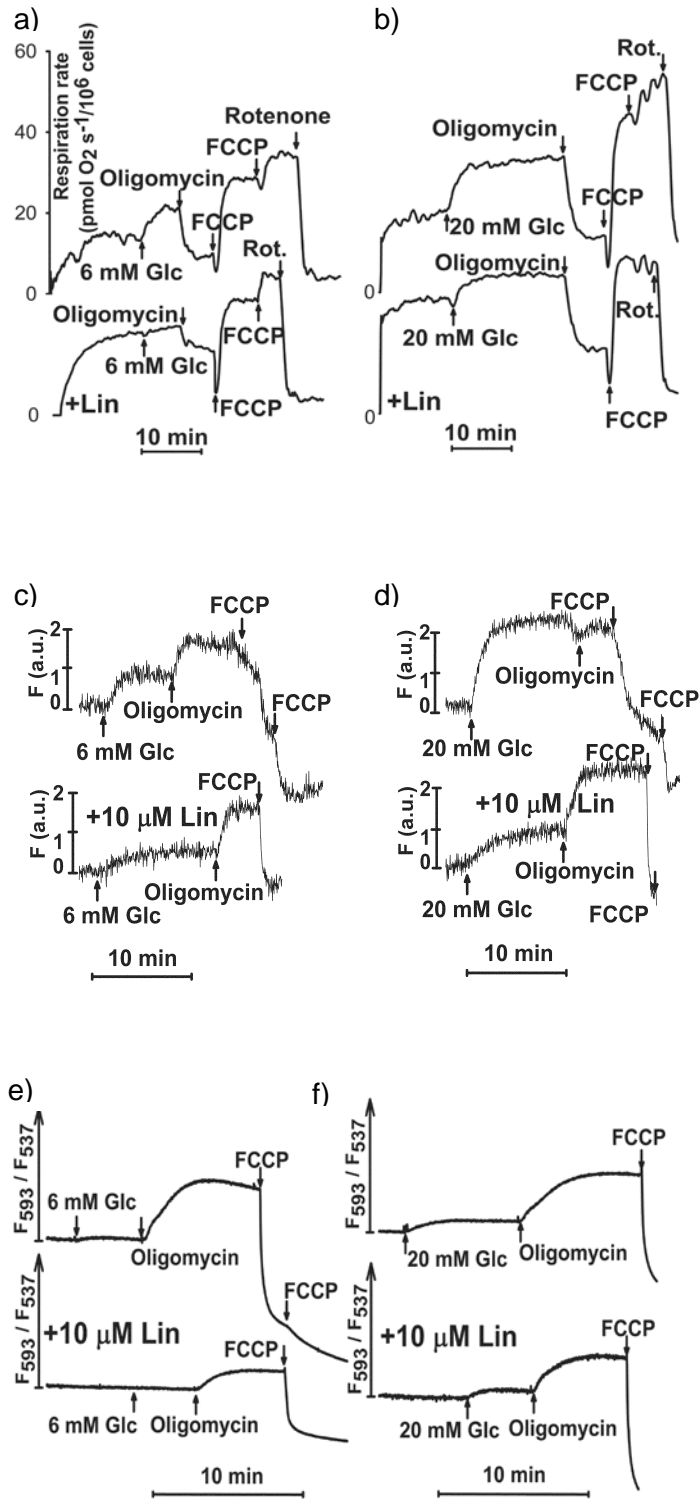 a)
60
40
20
0
Respiration rate
(pmol O2 s-1/10^6 cells)
6 mM Glc
Oligomycin
FCCP
FCCP
Rotenone
0
+Lin
Oligomycin
6 mM Glc
FCCP
FCCP
Rot.
10 min
b)
0
20 mM Glc
Oligomycin
FCCP
FCCP
Rot.
0
+Lin
20 mM Glc
Oligomycin
FCCP
Rot.
10 min
c)
F (a.u.)
2
1
0
6 mM Glc
Oligomycin
FCCP
FCCP
F (a.u.)
2
1
0
+10 μM Lin
6 mM Glc
Oligomycin
FCCP
10 min
d)
F (a.u.)
2
1
0
20 mM Glc
Oligomycin
FCCP
FCCP
F (a.u.)
2
1
0
+10 μM Lin
20 mM Glc
Oligomycin
FCCP
FCCP
10 min
e)
F593 / F537
6 mM Glc
Oligomycin
FCCP
FCCP
F593 / F537
+10 μM Lin
6 mM Glc
Oligomycin
FCCP
10 min
f)
F593 / F537
20 mM Glc
Oligomycin
FCCP
F593 / F537
+10 μM Lin
20 mM Glc
Oligomycin
FCCP
10 min